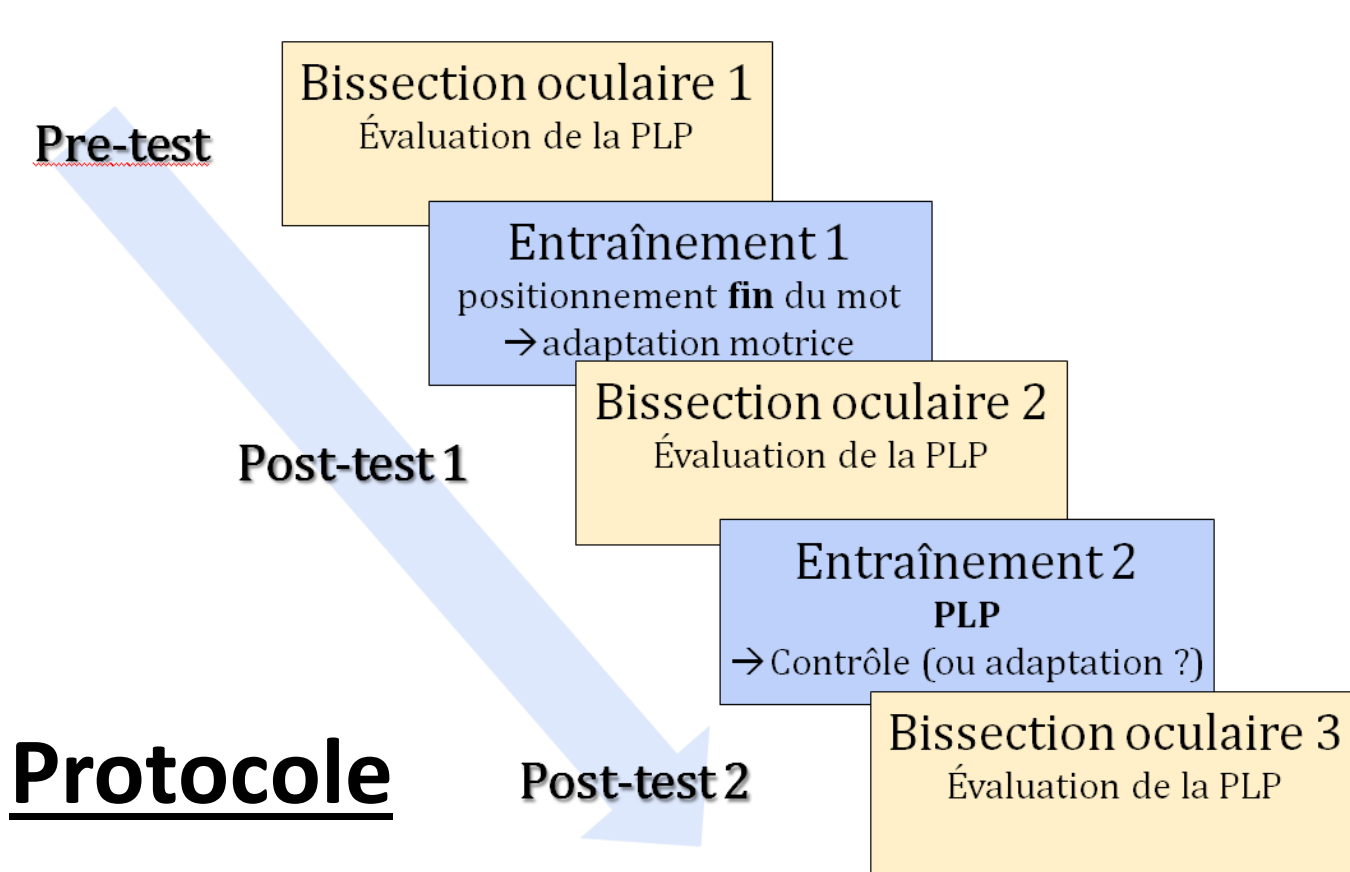 Bissection oculaire 1
Évaluation de la PLP
Pre-test
Entraînement 1
positionnement fin du mot
→ adaptation motrice
Bissection oculaire 2
Évaluation de la PLP
Post-test 1
Entraînement 2
PLP
→ Contrôle (ou adaptation ?)
Bissection oculaire 3
Évaluation de la PLP
Post-test 2
Protocole